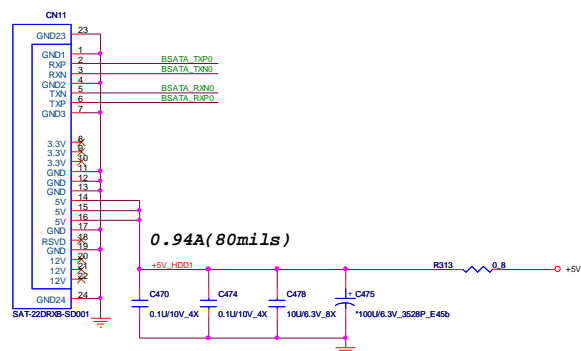 CN11
GND23 23
GND1 1
RXP 2 BSATA_TXP0
RXN 3 BSATA_TXN0
GND2 4
TXN 5 BSATA_RXN0
TXP 6 BSATA_RXP0
GND3 7
3.3V 8
3.3V 9
3.3V 10
GND 11
GND 12
GND 13
5V 14
5V 15
5V 16
GND 17
RSVD 18
GND 19
12V 20
12V 21
12V 22
GND24 24
SAT-22DRXB-SD001
0.94A(80mils)
+5V_HDD1
R313 0_8
+5V
C470
0.1U/10V_4X
C474
0.1U/10V_4X
C478
10U/6.3V_8X
+ C475
*100U/6.3V_3528P_E45b